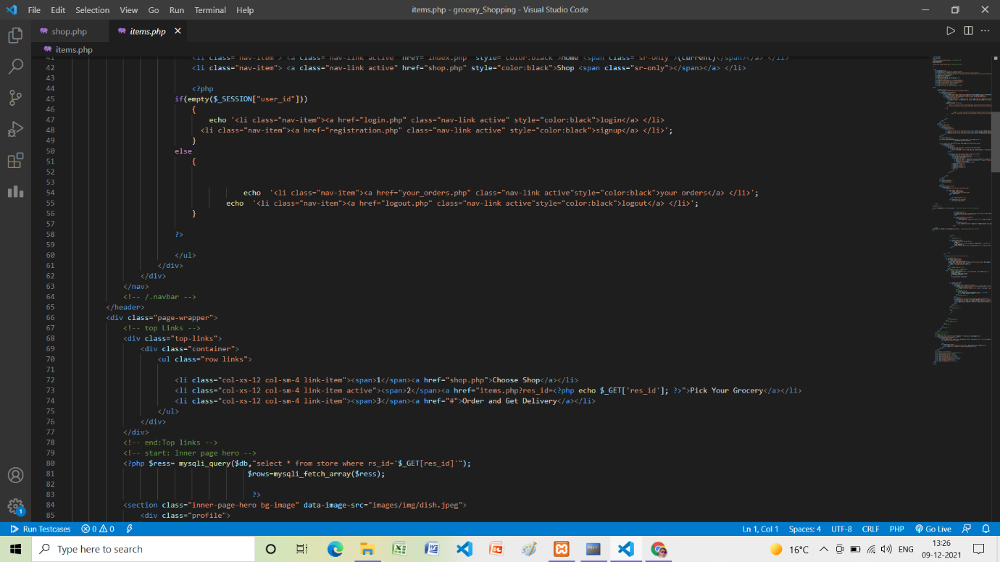 File Edit Selection View Go Run Terminal Help
items.php - grocery_Shopping - Visual Studio Code
shop.php
items.php
items.php
41 <li class="nav-item"> <a class="nav-link active" href="index.php" style="color:black">Home <span class="sr-only">(current)</span></a> </li>
42 <li class="nav-item"> <a class="nav-link active" href="shop.php" style="color:black">Shop <span class="sr-only"></span></a> </li>
43
44 <?php
45 if(empty($_SESSION["user_id"]))
46 {
47 echo '<li class="nav-item"><a href="login.php" class="nav-link active" style="color:black">login</a> </li>
48 <li class="nav-item"><a href="registration.php" class="nav-link active" style="color:black">signup</a> </li>';
49 }
50 else
51 {
52
53
54 echo '<li class="nav-item"><a href="your_orders.php" class="nav-link active"style="color:black">your orders</a> </li>';
55 echo '<li class="nav-item"><a href="logout.php" class="nav-link active"style="color:black">logout</a> </li>';
56 }
57
58 ?>
59
60 </ul>
61 </div>
62 </div>
63 </nav>
64 <!-- /.navbar -->
65 </header>
66 <div class="page-wrapper">
67 <!-- top Links -->
68 <div class="top-links">
69 <div class="container">
70 <ul class="row links">
71
72 <li class="col-xs-12 col-sm-4 link-item"><span>1</span><a href="shop.php">Choose Shop</a></li>
73 <li class="col-xs-12 col-sm-4 link-item active"><span>2</span><a href="items.php?res_id=<?php echo $_GET['res_id']; ?>">Pick Your Grocery</a></li>
74 <li class="col-xs-12 col-sm-4 link-item"><span>3</span><a href="#">Order and Get Delivery</a></li>
75 </ul>
76 </div>
77 </div>
78 <!-- end:Top links -->
79 <!-- start: Inner page hero -->
80 <?php $ress= mysqli_query($db,"select * from store where rs_id='$_GET[res_id]'");
81 $rows=mysqli_fetch_array($ress);
82
83 ?>
84 <section class="inner-page-hero bg-image" data-image-src="images/img/dish.jpeg">
85 <div class="profile">
1
Run Testcases 0 0
Ln 1, Col 1 Spaces: 4 UTF-8 CRLF PHP Go Live
Type here to search
16°C ENG
13:26
09-12-2021